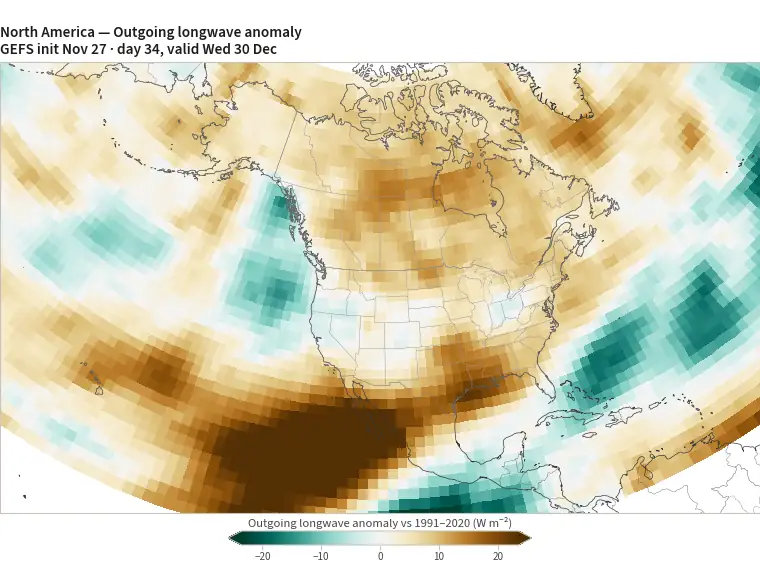 North America — Outgoing longwave anomaly
GEFS init Nov 27 · day 34, valid Wed 30 Dec
Outgoing longwave anomaly vs 1991–2020 (W m⁻²)
−20 −10 0 10 20